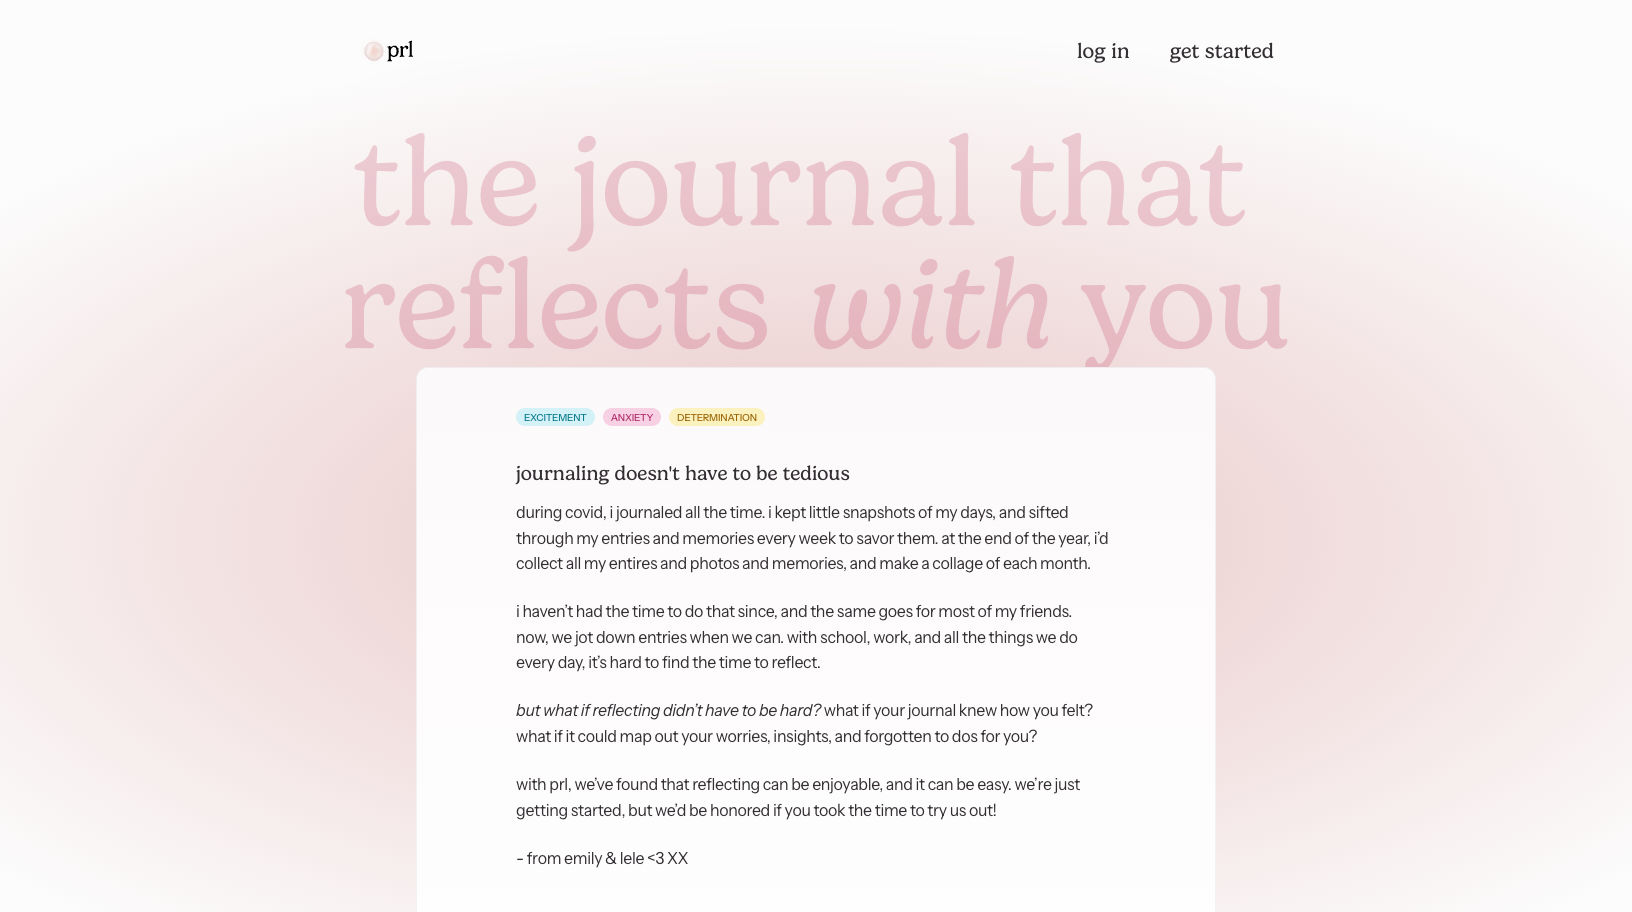 prl
log in
get started
the journal that
reflects with you
EXCITEMENT
ANXIETY
DETERMINATION
journaling doesn't have to be tedious
during covid, i journaled all the time. i kept little snapshots of my days, and sifted
through my entries and memories every week to savor them. at the end of the year, i’d
collect all my entires and photos and memories, and make a collage of each month.
i haven’t had the time to do that since, and the same goes for most of my friends.
now, we jot down entries when we can. with school, work, and all the things we do
every day, it’s hard to find the time to reflect.
but what if reflecting didn’t have to be hard? what if your journal knew how you felt?
what if it could map out your worries, insights, and forgotten to dos for you?
with prl, we’ve found that reflecting can be enjoyable, and it can be easy. we’re just
getting started, but we’d be honored if you took the time to try us out!
- from emily & lele <3 XX